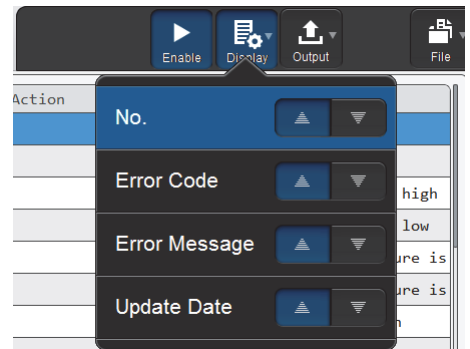 Enable Display Output File
Action
No.
Error Code
high
low
Error Message
ure is
ure is
Update Date